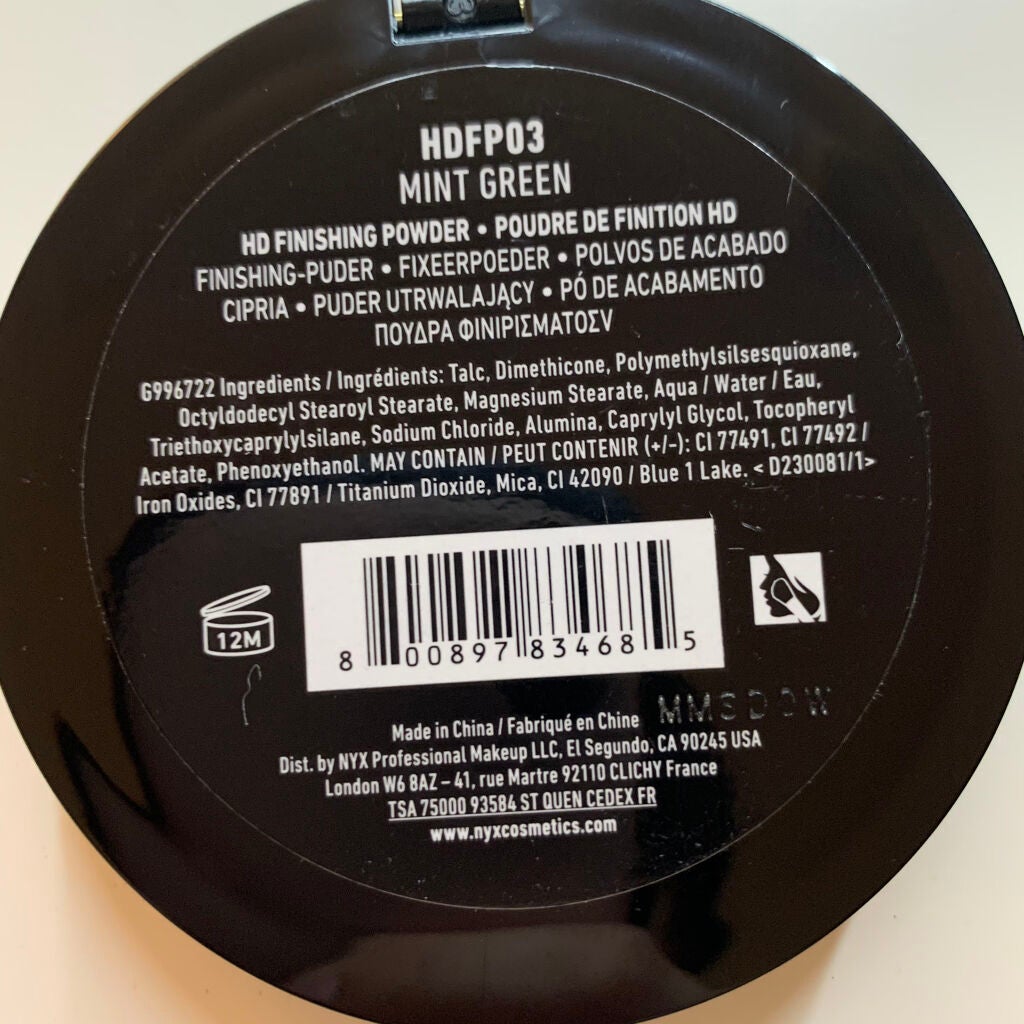 HDFP03
MINT GREEN
HD FINISHING POWDER • POUDRE DE FINITION HD
FINISHING-PUDER • FIXEERPOEDER • POLVOS DE ACABADO
CIPRIA • PUDER UTRWALAJĄCY • PÓ DE ACABAMENTO
ΠΟΥΔΡΑ ΦΙΝΙΡΙΣΜΑΤΟΣV
G996722 Ingredients / Ingrédients: Talc, Dimethicone, Polymethylsilsesquioxane,
Octyldodecyl Stearoyl Stearate, Magnesium Stearate, Aqua / Water / Eau,
Triethoxycaprylylsilane, Sodium Chloride, Alumina, Caprylyl Glycol, Tocopheryl
Acetate, Phenoxyethanol. MAY CONTAIN / PEUT CONTENIR (+/-): CI 77491, CI 77492 /
Iron Oxides, CI 77891 / Titanium Dioxide, Mica, CI 42090 / Blue 1 Lake. < D230081/1>
12M
8 00897 83468 5
Made in China / Fabriqué en Chine
Dist. by NYX Professional Makeup LLC, El Segundo, CA 90245 USA
London W6 8AZ – 41, rue Martre 92110 CLICHY France
TSA 75000 93584 ST QUEN CEDEX FR
www.nyxcosmetics.com